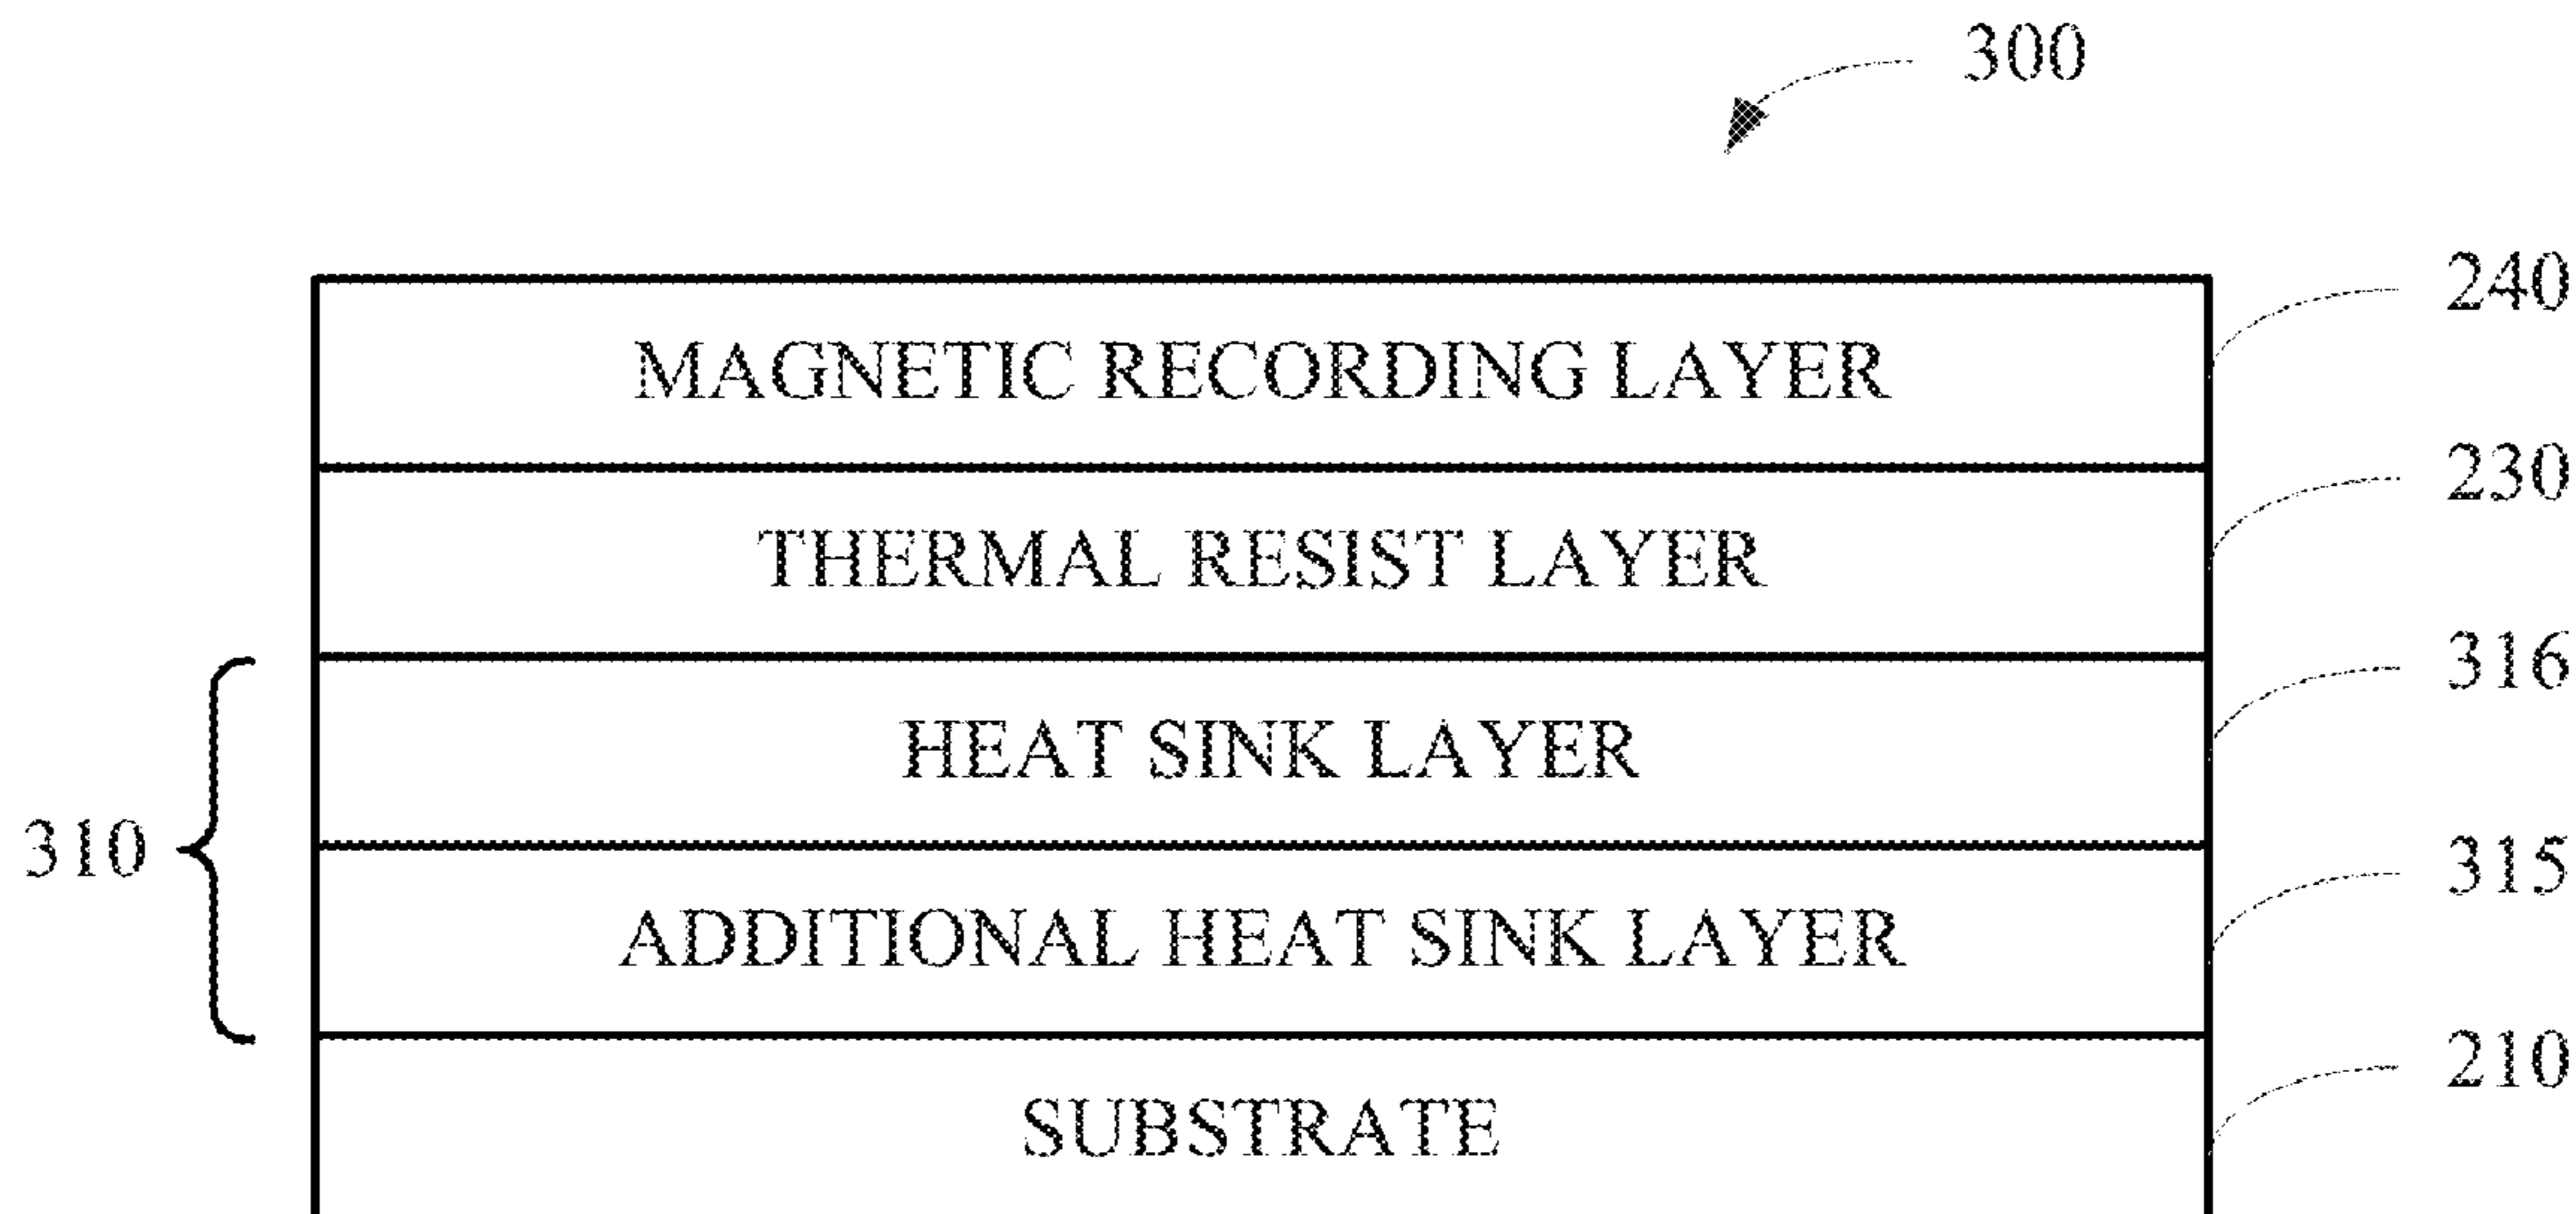 300
240
MAGNETIC RECORDING LAYER
230
THERMAL RESIST LAYER
316
HEAT SINK LAYER
310
315
ADDITIONAL HEAT SINK LAYER
210
SUBSTRATE